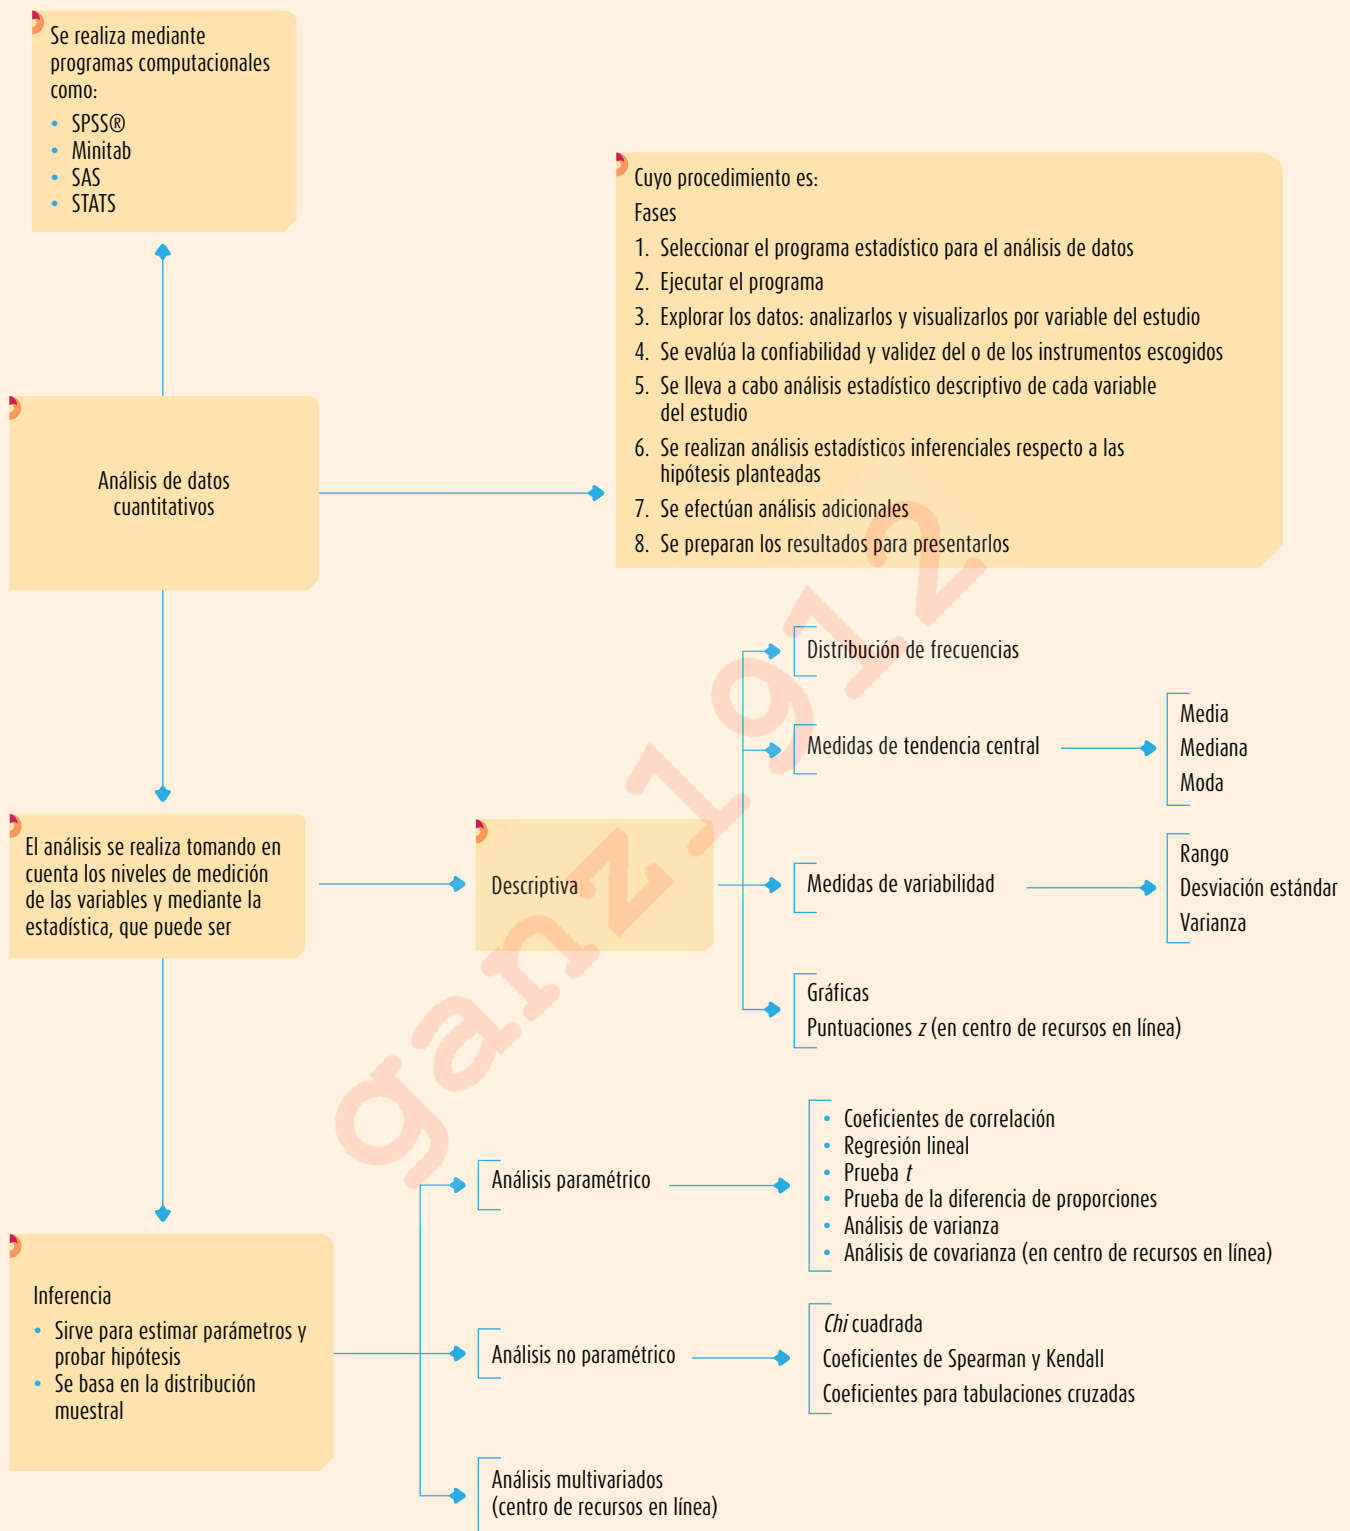 Se realiza mediante
programas computacionales
como:
• SPSS®
• Minitab
• SAS
• STATS
Cuyo procedimiento es:
Fases
1. Seleccionar el programa estadístico para el análisis de datos
2. Ejecutar el programa
3. Explorar los datos: analizarlos y visualizarlos por variable del estudio
4. Se evalúa la confiabilidad y validez del o de los instrumentos escogidos
5. Se lleva a cabo análisis estadístico descriptivo de cada variable
del estudio
6. Se realizan análisis estadísticos inferenciales respecto a las
hipótesis planteadas
7. Se efectúan análisis adicionales
8. Se preparan los resultados para presentarlos
Análisis de datos
cuantitativos
El análisis se realiza tomando en
cuenta los niveles de medición
de las variables y mediante la
estadística, que puede ser
Descriptiva
Distribución de frecuencias
Medidas de tendencia central
Media
Mediana
Moda
Medidas de variabilidad
Rango
Desviación estándar
Varianza
Gráficas
Puntuaciones z (en centro de recursos en línea)
Inferencia
• Sirve para estimar parámetros y
probar hipótesis
• Se basa en la distribución
muestral
Análisis paramétrico
• Coeficientes de correlación
• Regresión lineal
• Prueba t
• Prueba de la diferencia de proporciones
• Análisis de varianza
• Análisis de covarianza (en centro de recursos en línea)
Análisis no paramétrico
Chi cuadrada
Coeficientes de Spearman y Kendall
Coeficientes para tabulaciones cruzadas
Análisis multivariados
(centro de recursos en línea)
ganz1912